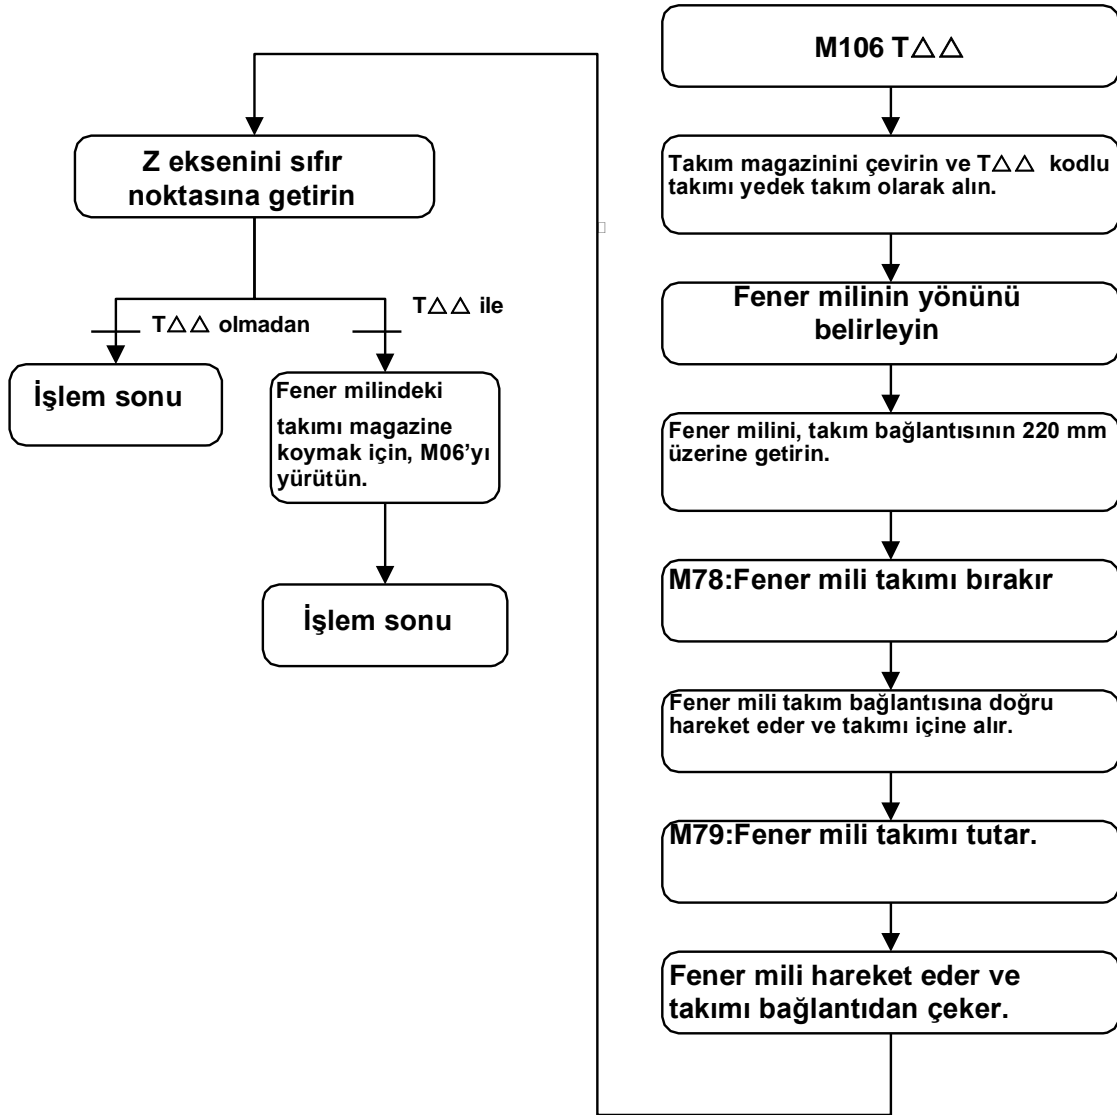 M106 T△△
Takım magazinini çevirin ve T△△ kodlu
takımı yedek takım olarak alın.
Fener milinin yönünü
belirleyin
Fener milini, takım bağlantısının 220 mm
üzerine getirin.
M78:Fener mili takımı bırakır
Fener mili takım bağlantısına doğru
hareket eder ve takımı içine alır.
M79:Fener mili takımı tutar.
Fener mili hareket eder ve
takımı bağlantıdan çeker.
Z eksenini sıfır
noktasına getirin
T△△ olmadan
T△△ ile
İşlem sonu
Fener milindeki
takımı magazine
koymak için, M06’yı
yürütün.
İşlem sonu